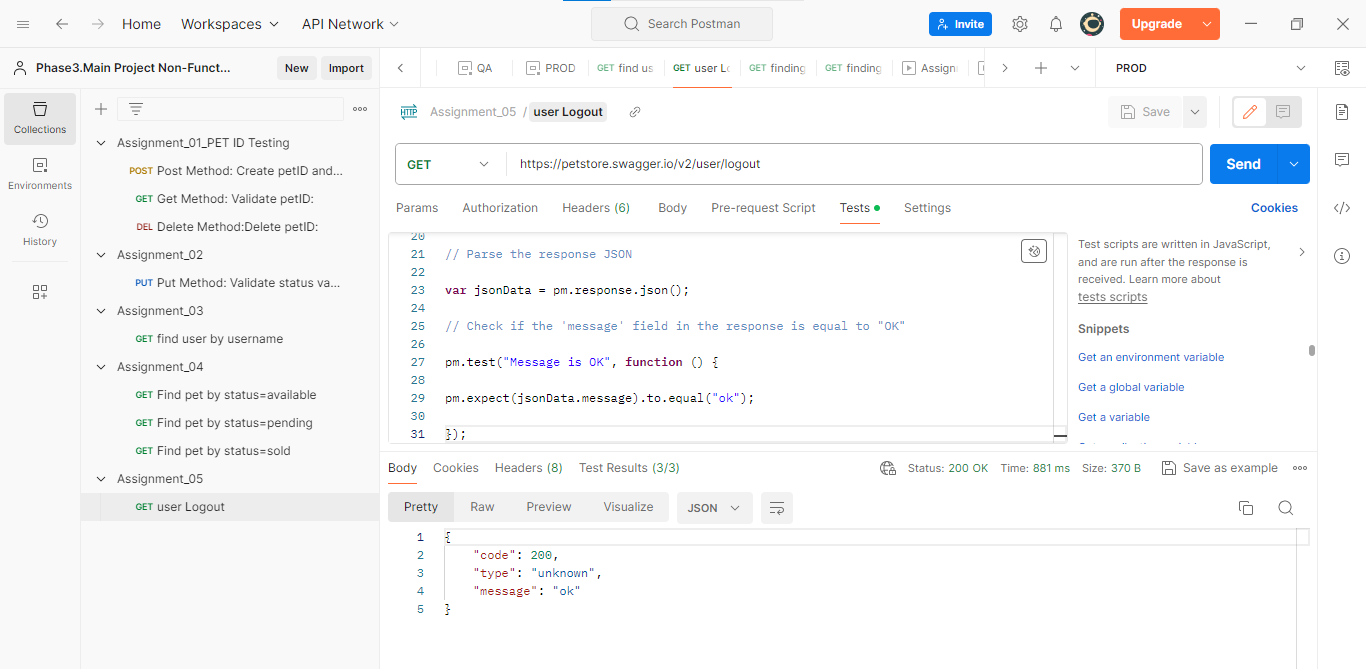 Home Workspaces API Network Search Postman Invite Upgrade
Phase3.Main Project Non-Funct... New Import
QA PROD GET find us GET user Lo GET finding GET finding Assign PROD
Collections
Environments
History
Assignment_01_PET ID Testing
POST Post Method: Create petID and...
GET Get Method: Validate petID:
DEL Delete Method:Delete petID:
Assignment_02
PUT Put Method: Validate status va...
Assignment_03
GET find user by username
Assignment_04
GET Find pet by status=available
GET Find pet by status=pending
GET Find pet by status=sold
Assignment_05
GET user Logout
HTTP Assignment_05 / user Logout Save
GET https://petstore.swagger.io/v2/user/logout Send
Params Authorization Headers (6) Body Pre-request Script Tests Settings Cookies
20
21 // Parse the response JSON
22
23 var jsonData = pm.response.json();
24
25 // Check if the 'message' field in the response is equal to "OK"
26
27 pm.test("Message is OK", function () {
28
29 pm.expect(jsonData.message).to.equal("ok");
30
31 });
Test scripts are written in JavaScript,
and are run after the response is
received. Learn more about
tests scripts
Snippets
Get an environment variable
Get a global variable
Get a variable
Body Cookies Headers (8) Test Results (3/3) Status: 200 OK Time: 881 ms Size: 370 B Save as example
Pretty Raw Preview Visualize JSON
1 {
2 "code": 200,
3 "type": "unknown",
4 "message": "ok"
5 }